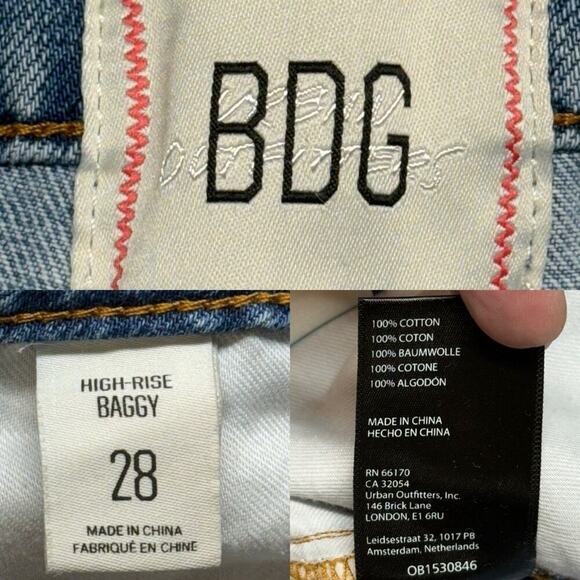 BDG
URBAN
OUTFITTERS
HIGH-RISE
BAGGY
28
MADE IN CHINA
FABRIQUÉ EN CHINE
100% COTTON
100% COTON
100% BAUMWOLLE
100% COTONE
100% ALGODÓN
MADE IN CHINA
HECHO EN CHINA
RN 66170
CA 32054
Urban Outfitters, Inc.
146 Brick Lane
LONDON, E1 6RU
Leidsestraat 32, 1017 PB
Amsterdam, Netherlands
OB1530846